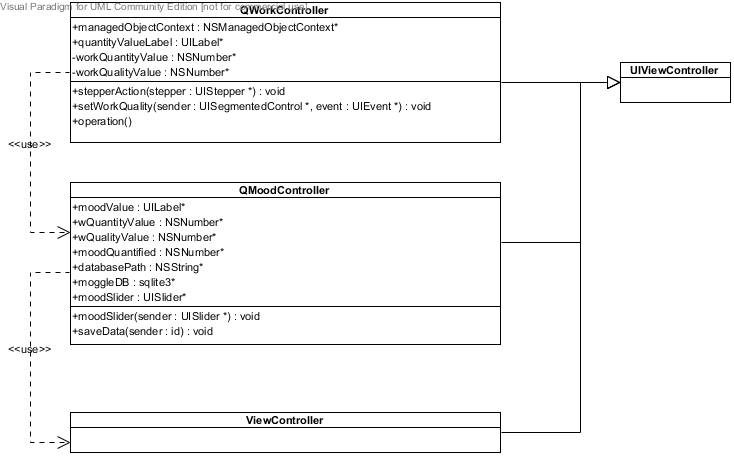 Visual Paradigm for UML Community Edition [not for commercial use]
QWorkController
+managedObjectContext : NSManagedObjectContext*
+quantityValueLabel : UILabel*
-workQuantityValue : NSNumber*
-workQualityValue : NSNumber*
+stepperAction(stepper : UIStepper *) : void
+setWorkQuality(sender : UISegmentedControl *, event : UIEvent *) : void
+operation()
UIViewController
<<use>>
QMoodController
+moodValue : UILabel*
+wQuantityValue : NSNumber*
+wQualityValue : NSNumber*
+moodQuantified : NSNumber*
+databasePath : NSString*
+moggleDB : sqlite3*
+moodSlider : UISlider*
+moodSlider(sender : UISlider *) : void
+saveData(sender : id) : void
<<use>>
ViewController